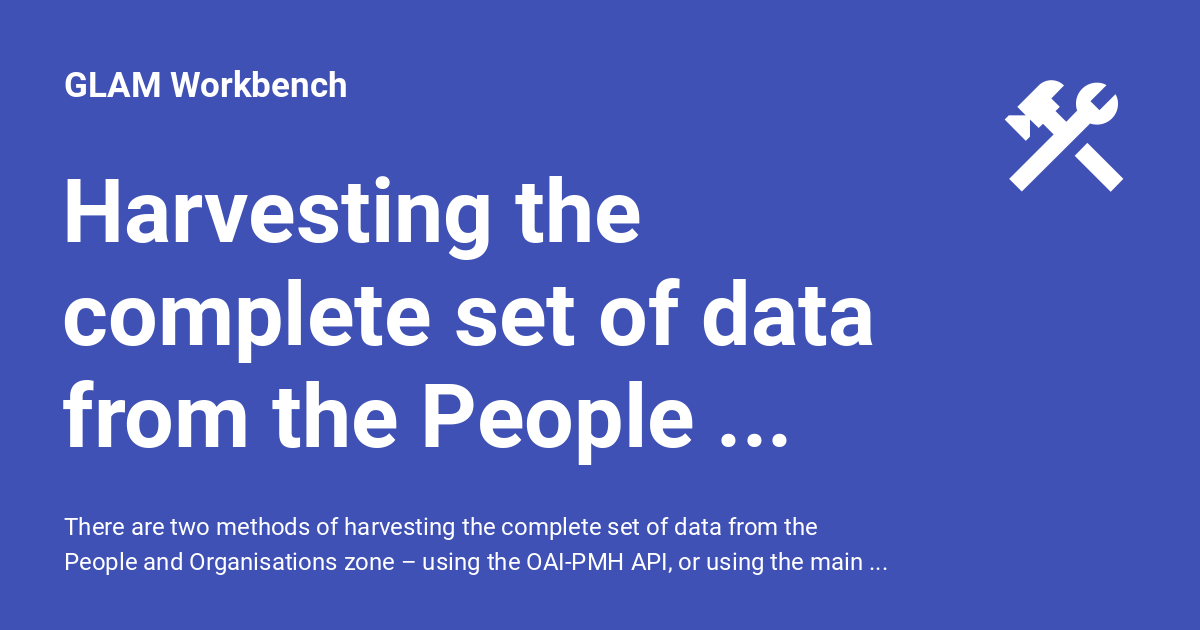 GLAM Workbench
Harvesting the
complete set of data
from the People ...
There are two methods of harvesting the complete set of data from the
People and Organisations zone – using the OAI-PMH API, or using the main ...